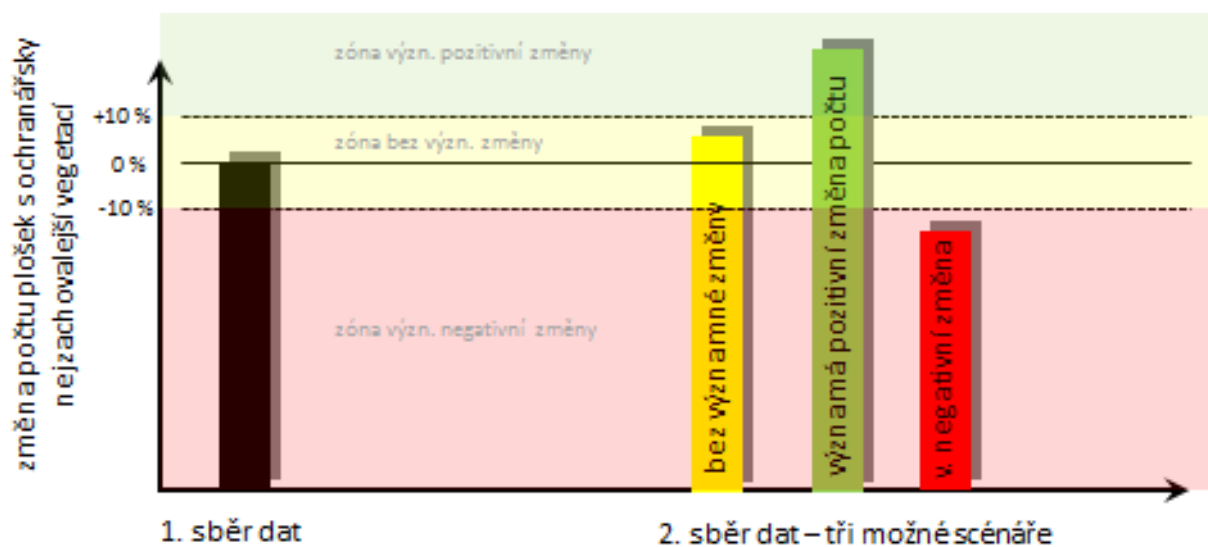 změna počtu plošek s ochranářsky
nejzachovalejší vegetací
+10 %
0 %
-10 %
zóna význ. pozitivní změny
zóna bez význ. změny
zóna význ. negativní změny
bez významné změny
významá pozitivní změna počtu
v. negativní změna
1. sběr dat
2. sběr dat – tři možné scénáře